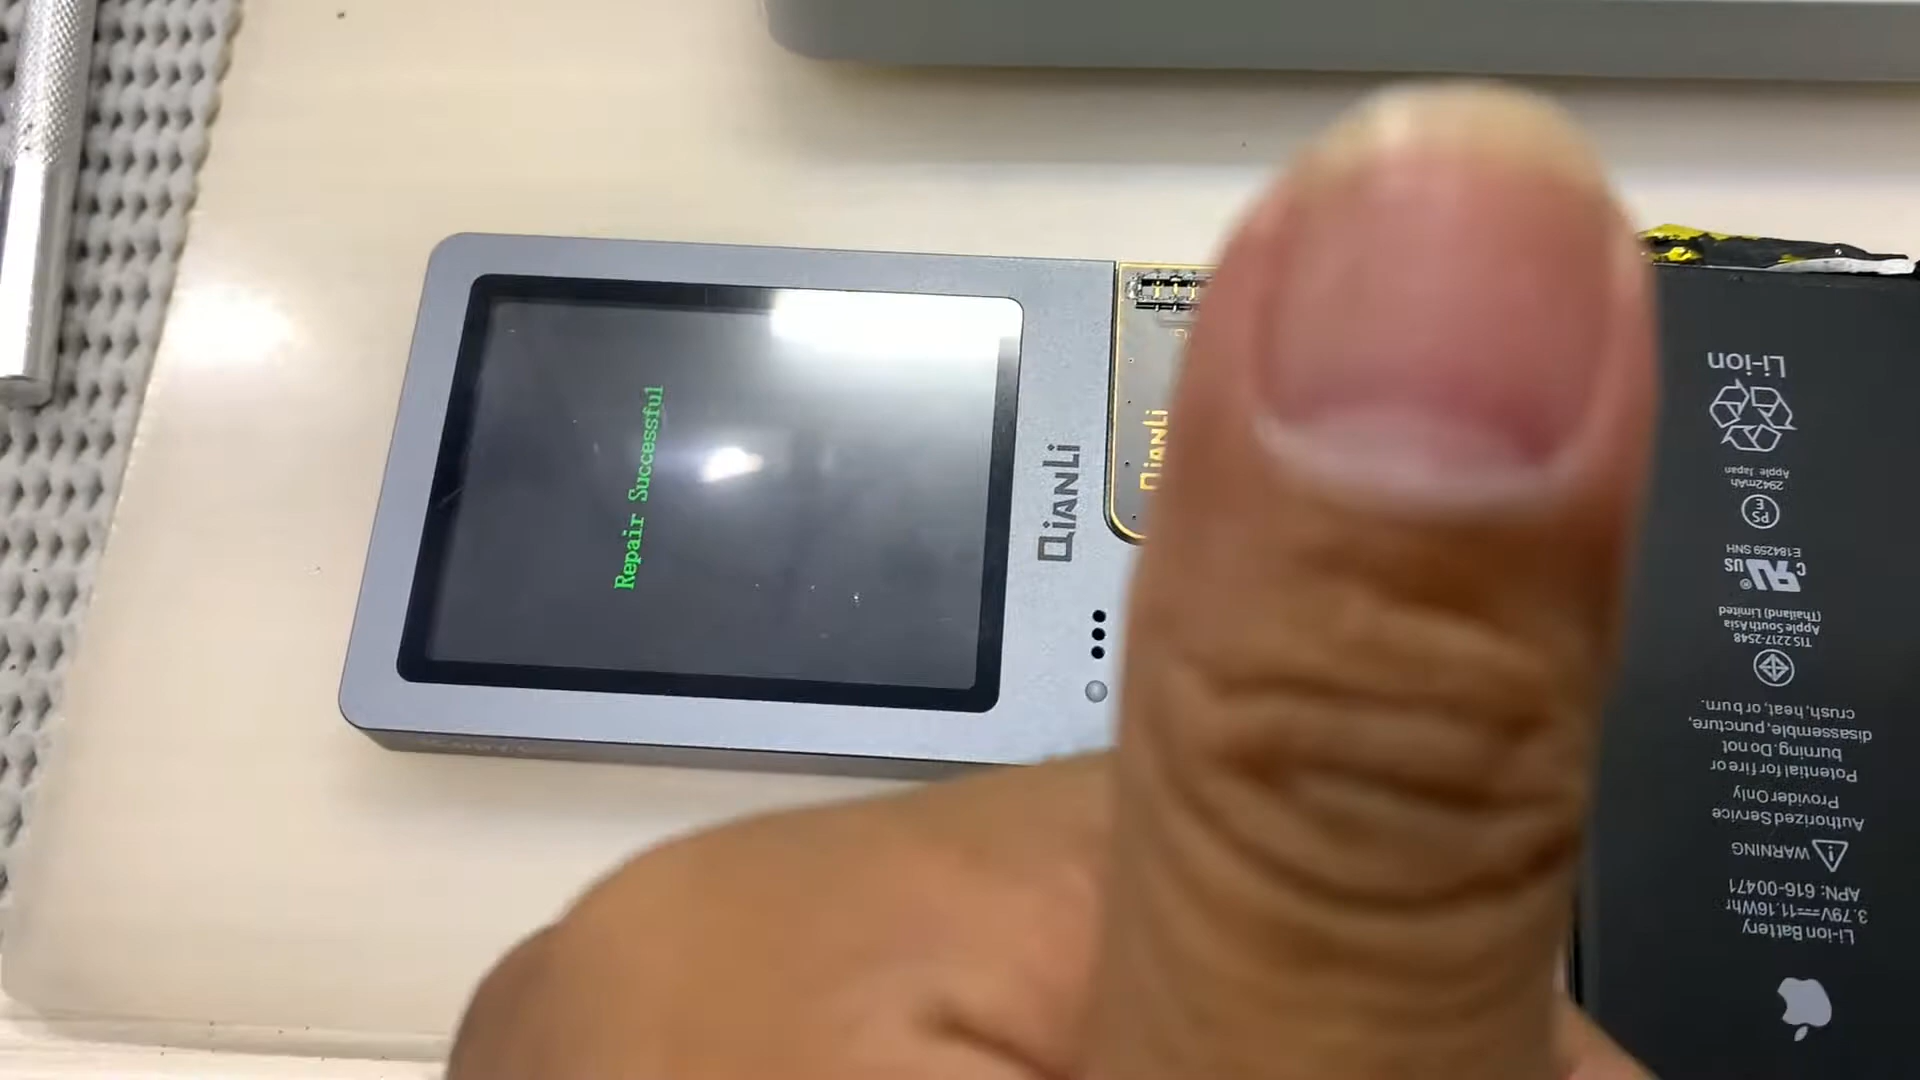 Repair Successful
QIANLI
QIANLI
Li-ion Battery
3.79V⎓11.16Whr
APN: 616-00471
WARNING
Authorized Service
Provider Only
Potential for fire or
burning. Do not
disassemble, puncture,
crush, heat, or burn.
TIS 2217-2548
Apple South Asia
(Thailand) Limited
C US
E184259 SNH
PS
E
2942mAh
Apple Japan
Li-ion